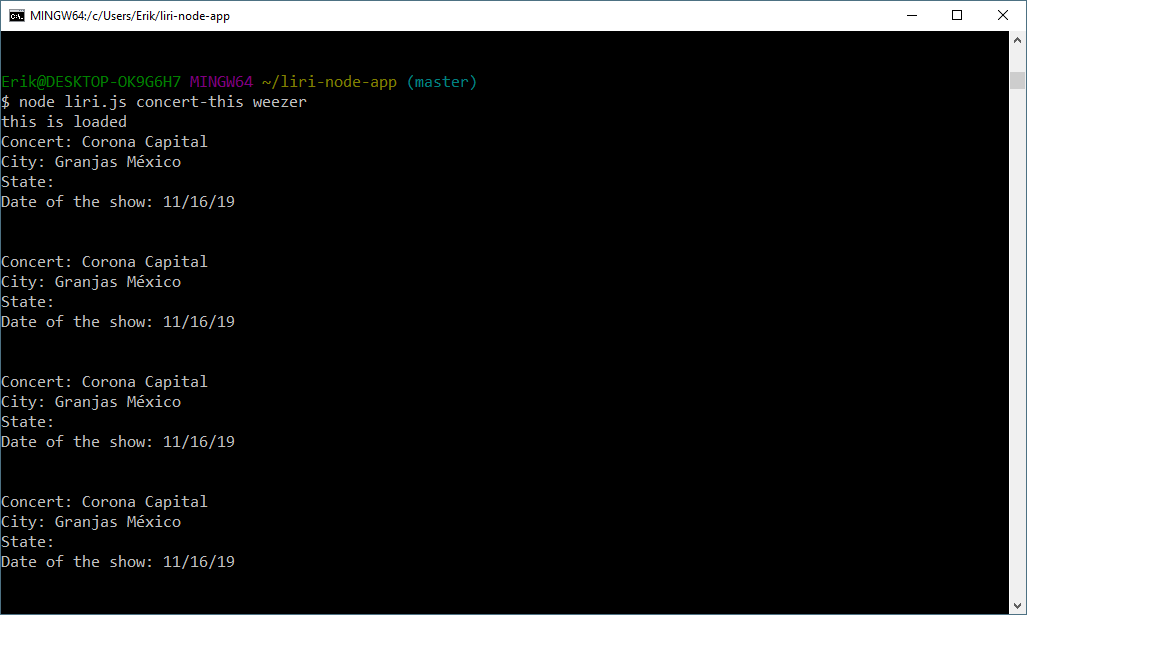 MINGW64:/c/Users/Erik/liri-node-app
Erik@DESKTOP-OK9G6H7 MINGW64 ~/liri-node-app (master)
$ node liri.js concert-this weezer
this is loaded
Concert: Corona Capital
City: Granjas México
State:
Date of the show: 11/16/19
Concert: Corona Capital
City: Granjas México
State:
Date of the show: 11/16/19
Concert: Corona Capital
City: Granjas México
State:
Date of the show: 11/16/19
Concert: Corona Capital
City: Granjas México
State:
Date of the show: 11/16/19